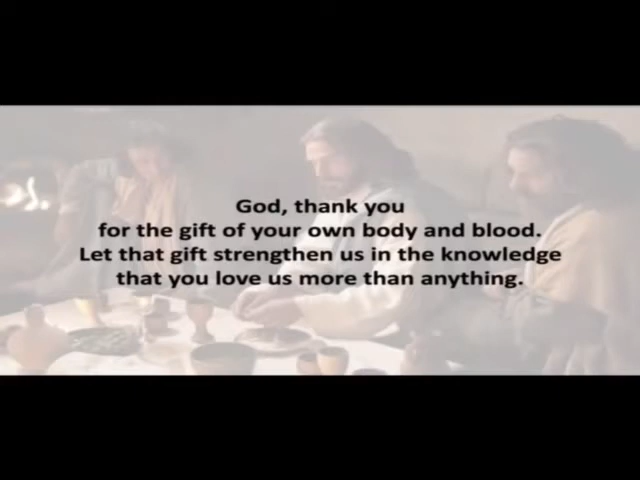 God, thank you
for the gift of your own body and blood.
Let that gift strengthen us in the knowledge
that you love us more than anything.